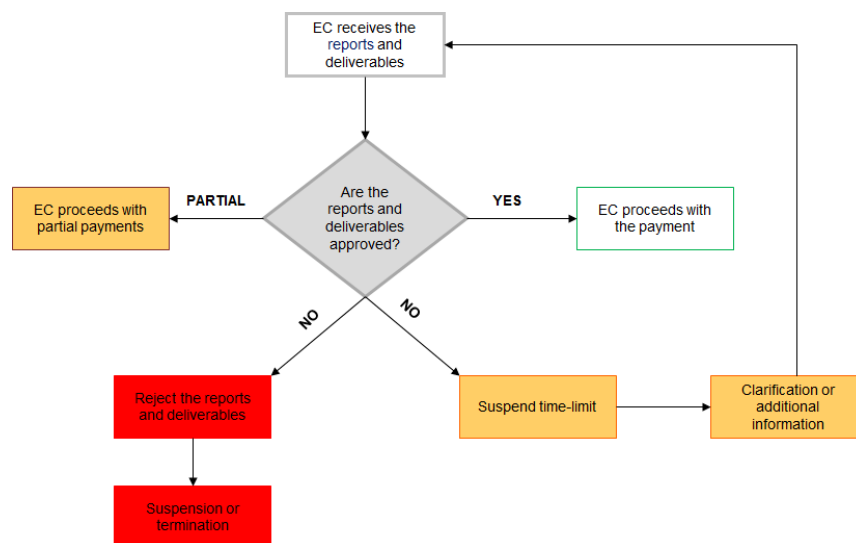 EC receives the
reports and
deliverables
Are the
reports and
deliverables
approved?
PARTIAL
YES
EC proceeds with
partial payments
EC proceeds with
the payment
NO
NO
Reject the reports
and deliverables
Suspend time-limit
Clarification or
additional
information
Suspension or
termination